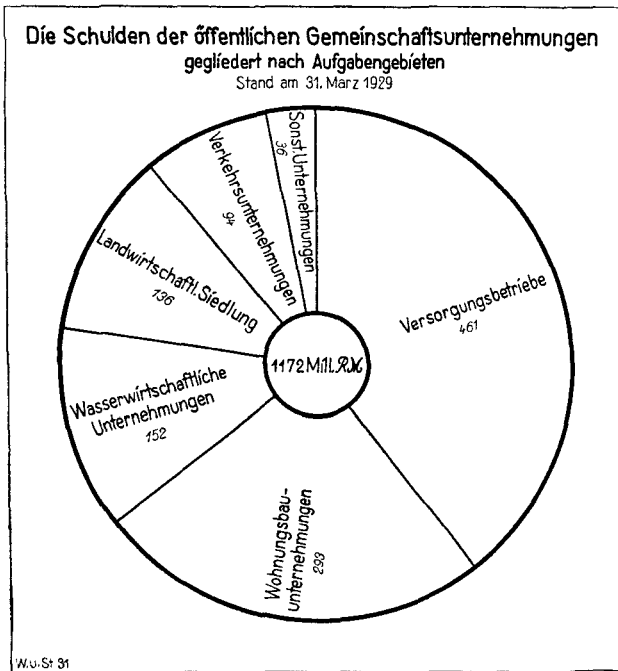 Die Schulden der öffentlichen Gemeinschaftsunternehmungen
gegliedert nach Aufgabengebieten
Stand am 31. März 1929
Sonst.Unternehmungen
36
Verkehrsunternehmungen
94
Landwirtschaftl.Siedlung
136
Versorgungsbetriebe
461
1172 Mill. RM
Wasserwirtschaftliche
Unternehmungen
152
Wohnungsbau-
unternehmungen
293
W.u.St 31